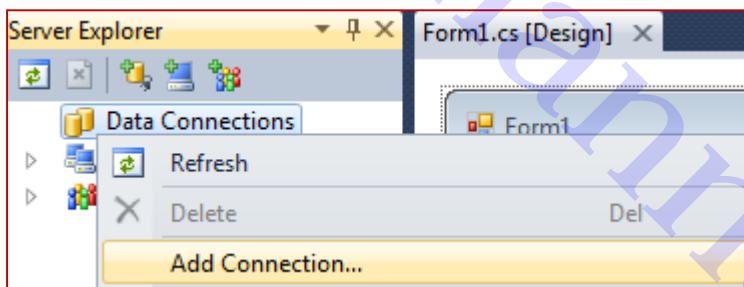 Server Explorer
Form1.cs [Design]
Data Connections
Form1
Refresh
Delete Del
Add Connection...